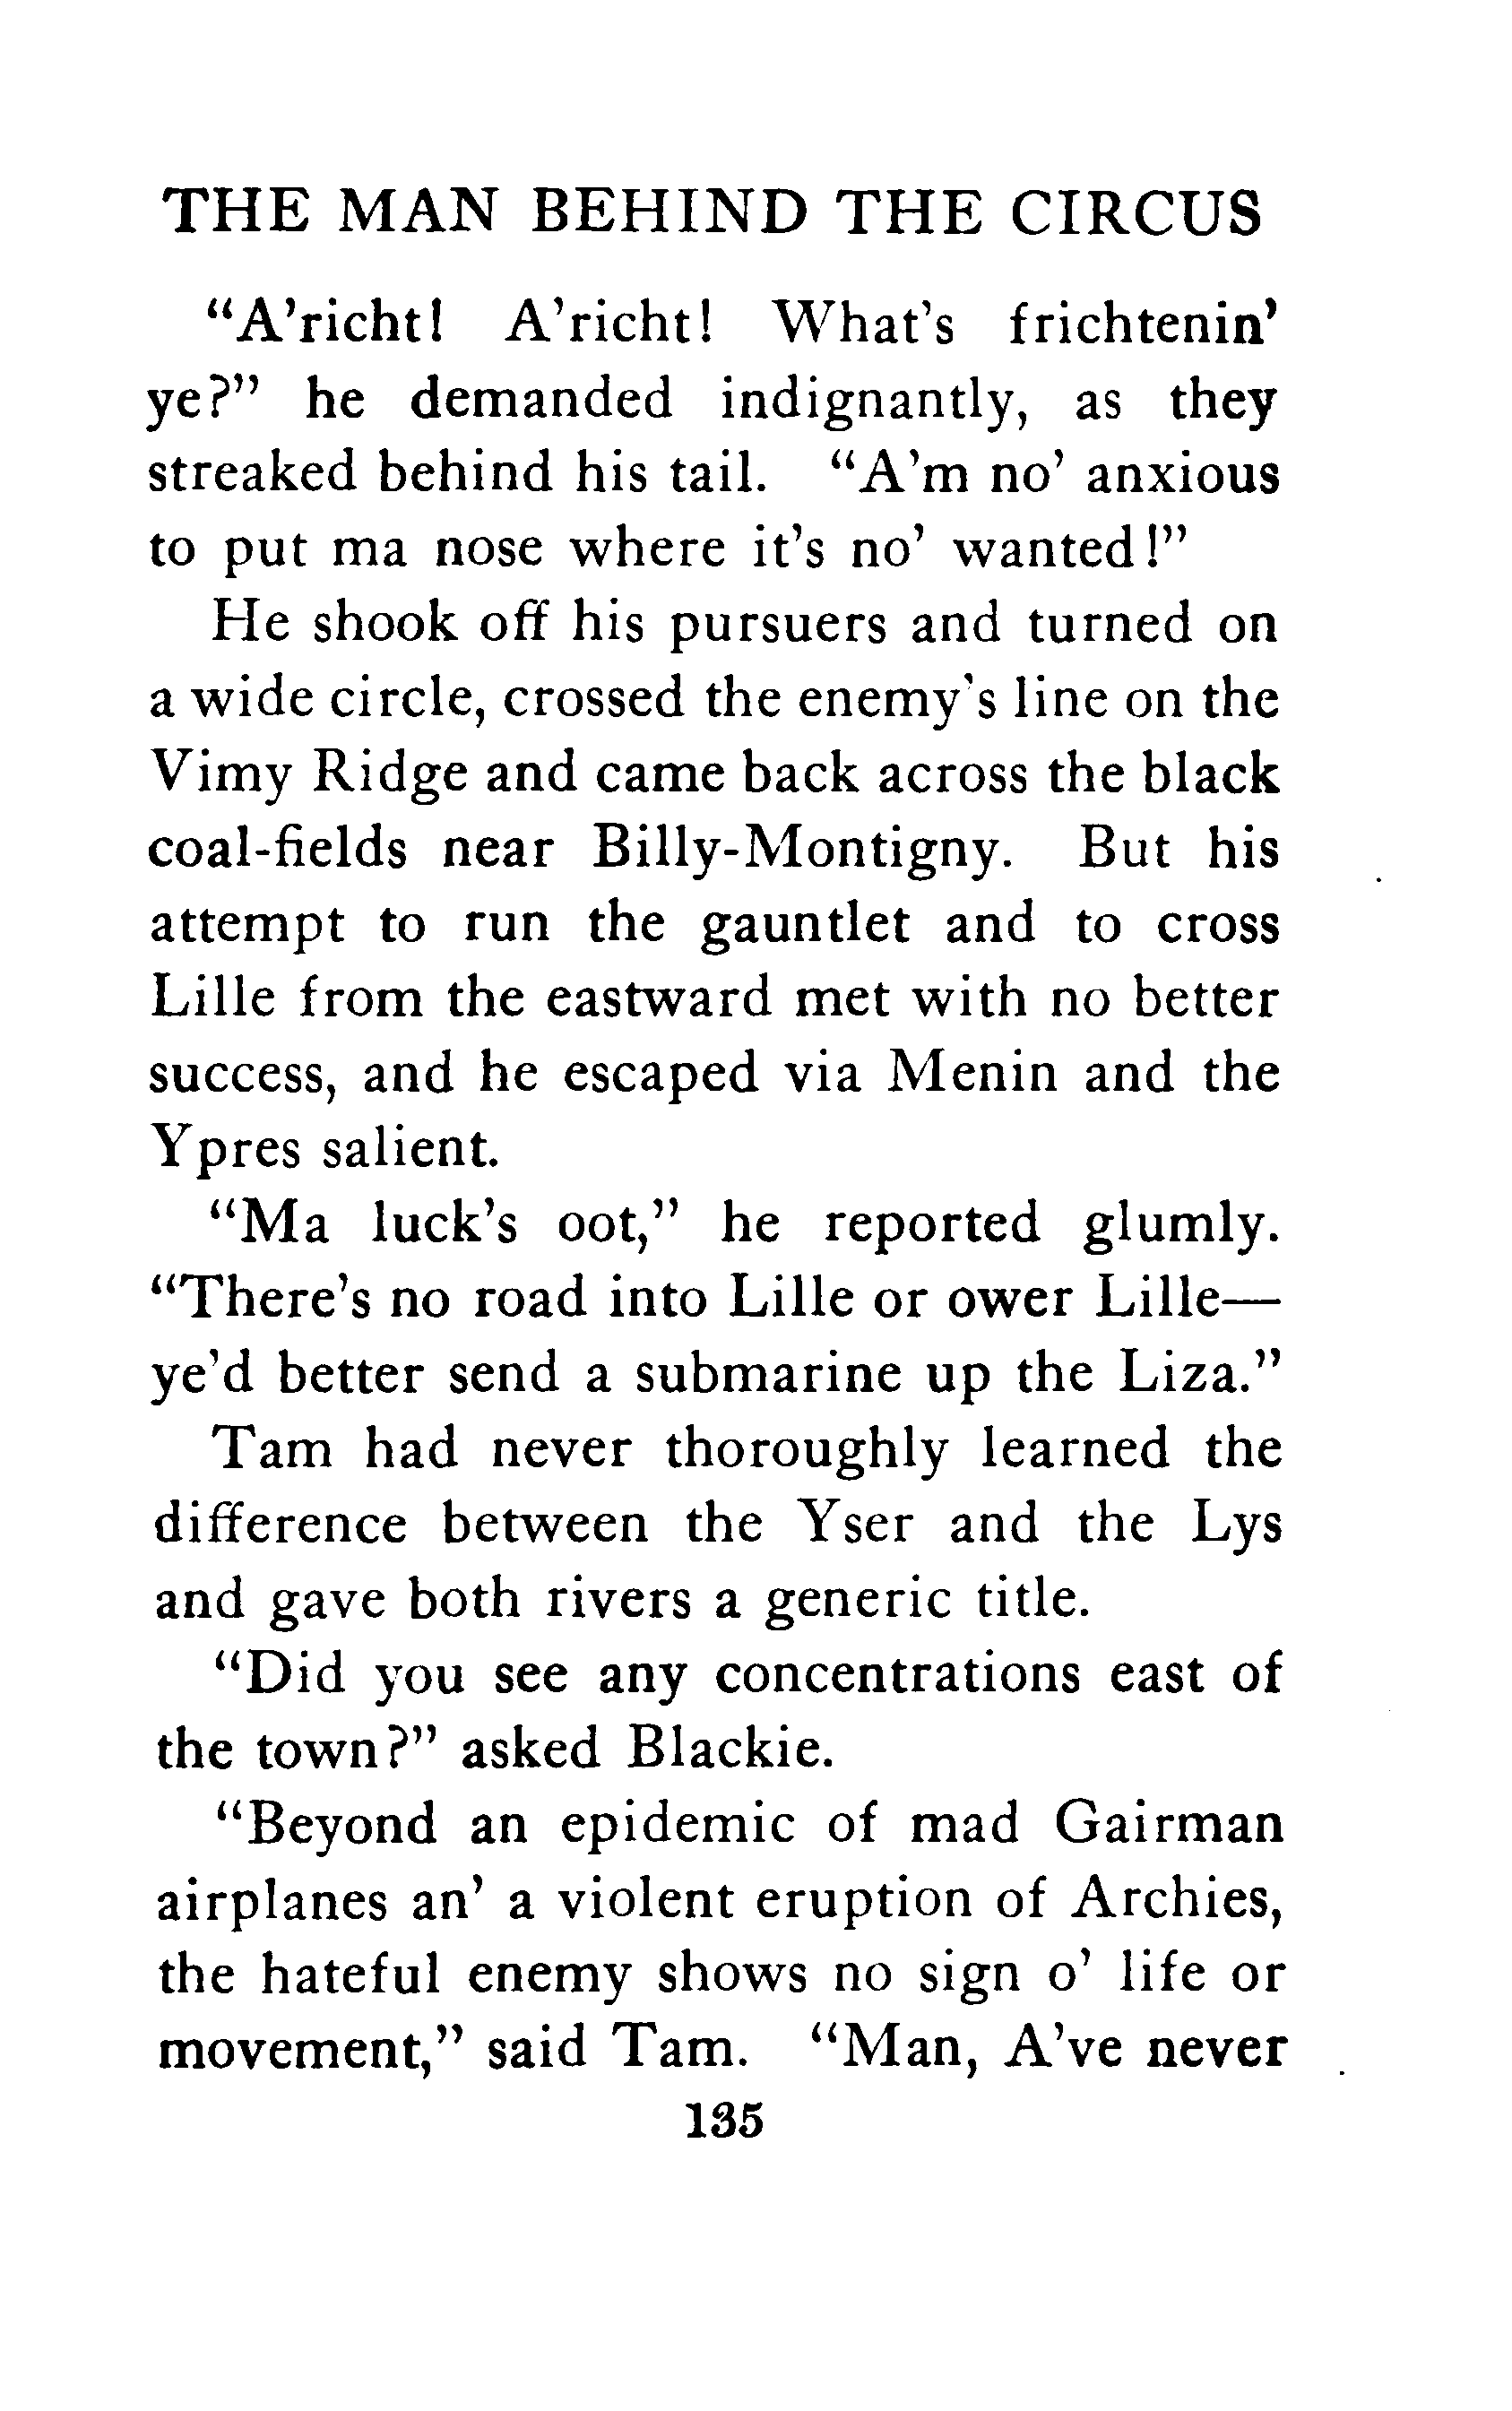 THE MAN BEHIND THE CIRCUS
“A’richt! A’richt! What’s frichtenin’
ye?” he demanded indignantly, as they
streaked behind his tail. “A’m no’ anxious
to put ma nose where it’s no’ wanted!”
He shook off his pursuers and turned on
a wide circle, crossed the enemy’s line on the
Vimy Ridge and came back across the black
coal-fields near Billy-Montigny. But his
attempt to run the gauntlet and to cross
Lille from the eastward met with no better
success, and he escaped via Menin and the
Ypres salient.
“Ma luck’s oot,” he reported glumly.
“There’s no road into Lille or ower Lille—
ye’d better send a submarine up the Liza.”
Tam had never thoroughly learned the
difference between the Yser and the Lys
and gave both rivers a generic title.
“Did you see any concentrations east of
the town?” asked Blackie.
“Beyond an epidemic of mad Gairman
airplanes an’ a violent eruption of Archies,
the hateful enemy shows no sign o’ life or
movement,” said Tam. “Man, A’ve never
135